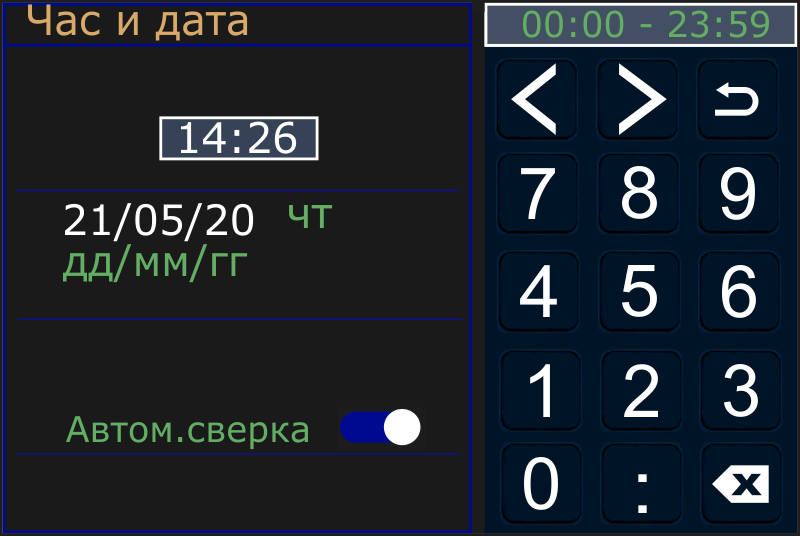 Час и дата
00:00 - 23:59
14:26
21/05/20 чт
дд/мм/гг
Автом.сверка
< >
7 8 9
4 5 6
1 2 3
0 : x